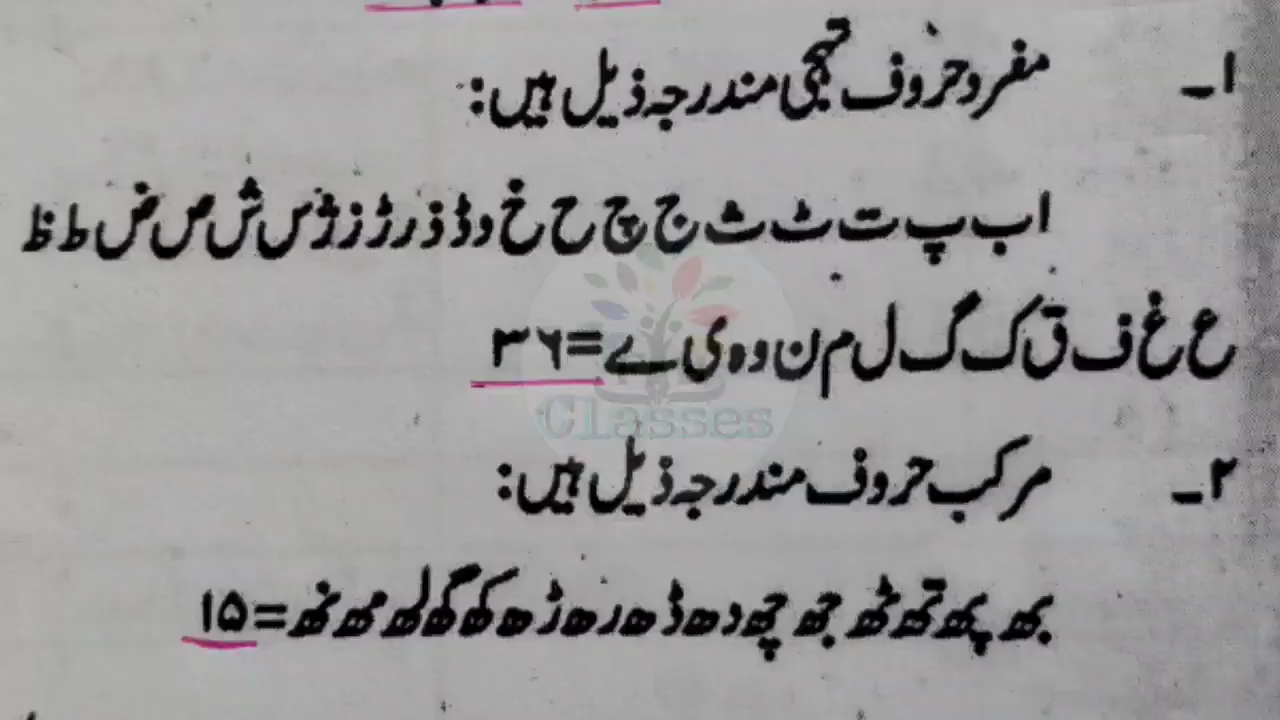 ۱۔ مفرد حروف تہجی مندرجہ ذیل ہیں:
ا ب پ ت ٹ ث ج چ ح خ د ڈ ذ ر ڑ ز ژ س ش ص ض ط ظ
ع غ ف ق ک گ ل م ن و ہ ی ے = ۳۶
Classes
۲۔ مرکب حروف مندرجہ ذیل ہیں:
بھ پھ تھ ٹھ جھ چھ دھ ڈھ رھ ڑھ کھ گھ لھ مھ نھ = ۱۵